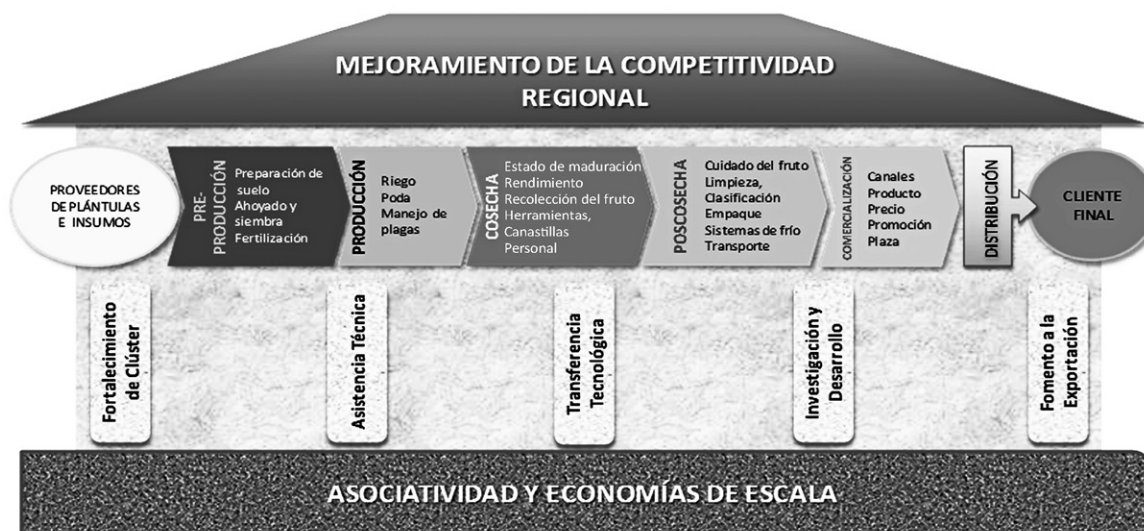 MEJORAMIENTO DE LA COMPETITIVIDAD
REGIONAL
PROVEEDORES
DE PLÁNTULAS
E INSUMOS
PRE-
PRODUCCIÓN
Preparación de
suelo
Ahoyado y
siembra
Fertilización
PRODUCCIÓN
Riego
Poda
Manejo de
plagas
COSECHA
Estado de maduración
Rendimiento
Recolección del fruto
Herramientas,
Canastillas
Personal
POSCOSECHA
Cuidado del fruto
Limpieza,
Clasificación
Empaque
Sistemas de frío
Transporte
COMERCIALIZACIÓN
Canales
Producto
Precio
Promoción
Plaza
DISTRIBUCIÓN
CLIENTE
FINAL
Fortalecimiento
de Clúster
Asistencia Técnica
Transferencia
Tecnológica
Investigación y
Desarrollo
Fomento a la
Exportación
ASOCIATIVIDAD Y ECONOMÍAS DE ESCALA